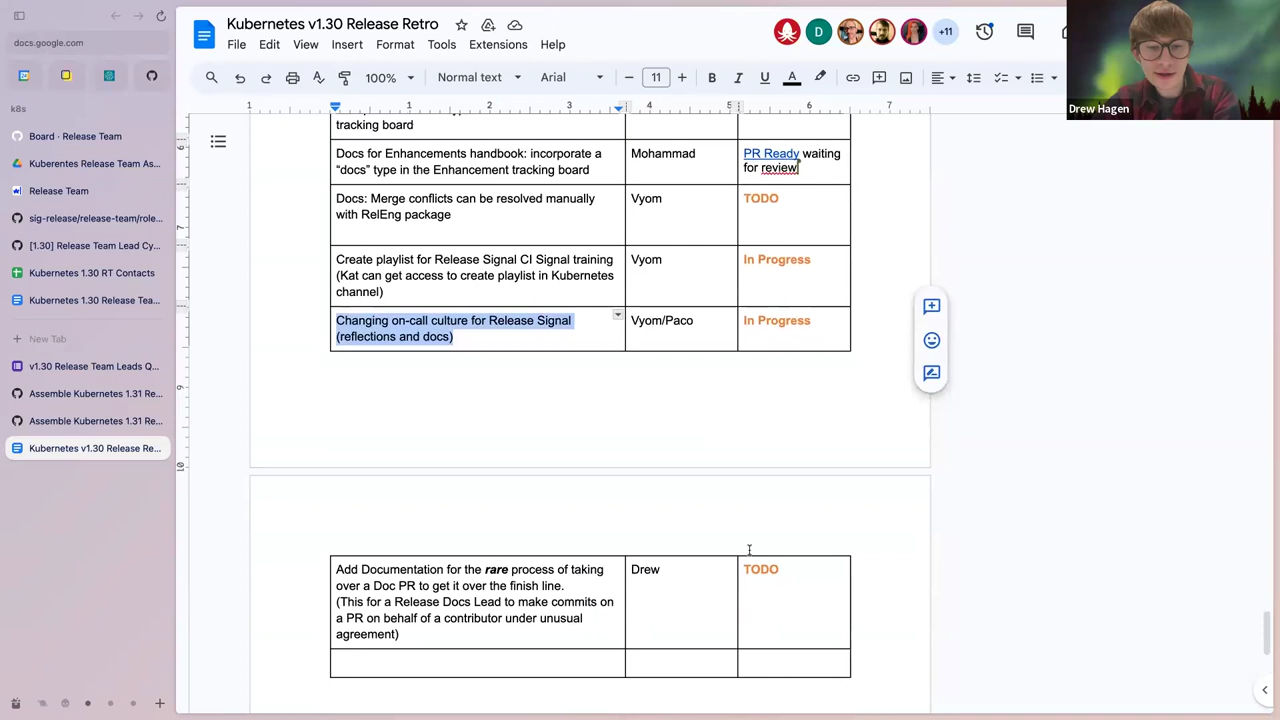 docs.google.com
k8s
Board · Release Team
Kuberentes Release Team As...
Release Team
sig-release/release-team/role...
[1.30] Release Team Lead Cy...
Kubernetes 1.30 RT Contacts
Kubernetes 1.30 Release Tea...
New Tab
v1.30 Release Team Leads Q...
Assemble Kubernetes 1.31 Re...
Assemble Kubernetes 1.31 Re...
Kubernetes v1.30 Release Re...
Kubernetes v1.30 Release Retro
File Edit View Insert Format Tools Extensions Help
D
+11
100% Normal text Arial 11
1 1 2 3 4 5 6 7
Drew Hagen
tracking board
Docs for Enhancements handbook: incorporate a
“docs” type in the Enhancement tracking board
Mohammad
PR Ready waiting
for review
Docs: Merge conflicts can be resolved manually
with RelEng package
Vyom
TODO
Create playlist for Release Signal CI Signal training
(Kat can get access to create playlist in Kubernetes
channel)
Vyom
In Progress
Changing on-call culture for Release Signal
(reflections and docs)
Vyom/Paco
In Progress
Add Documentation for the rare process of taking
over a Doc PR to get it over the finish line.
(This for a Release Docs Lead to make commits on
a PR on behalf of a contributor under unusual
agreement)
Drew
TODO